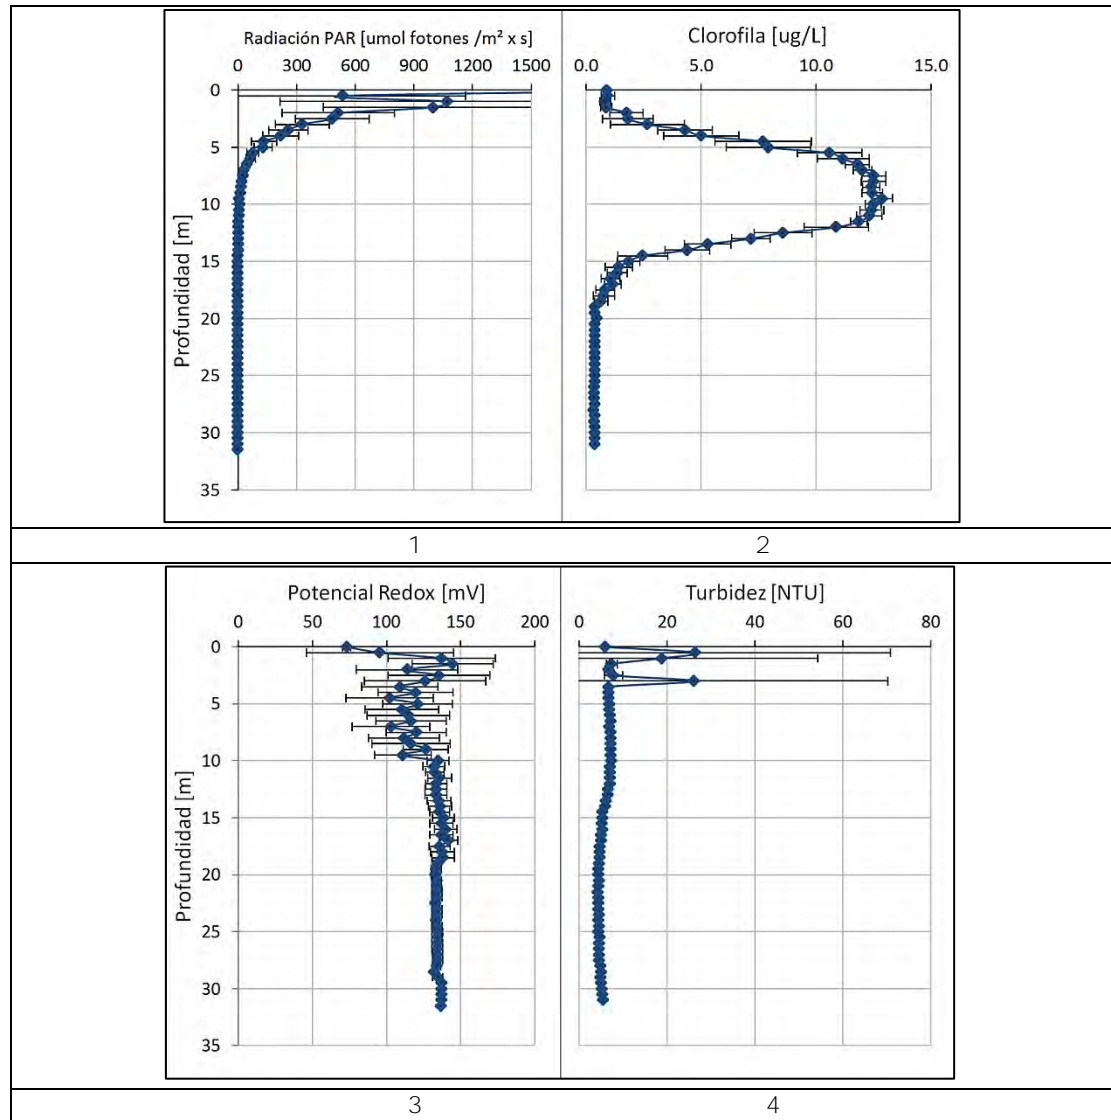 Radiación PAR [umol fotones /m² x s]
0 300 600 900 1200 1500
Profundidad [m]
0
5
10
15
20
25
30
35
Clorofila [ug/L]
0.0 5.0 10.0 15.0
1 2
Potencial Redox [mV]
0 50 100 150 200
Profundidad [m]
0
5
10
15
20
25
30
35
Turbidez [NTU]
0 20 40 60 80
3 4